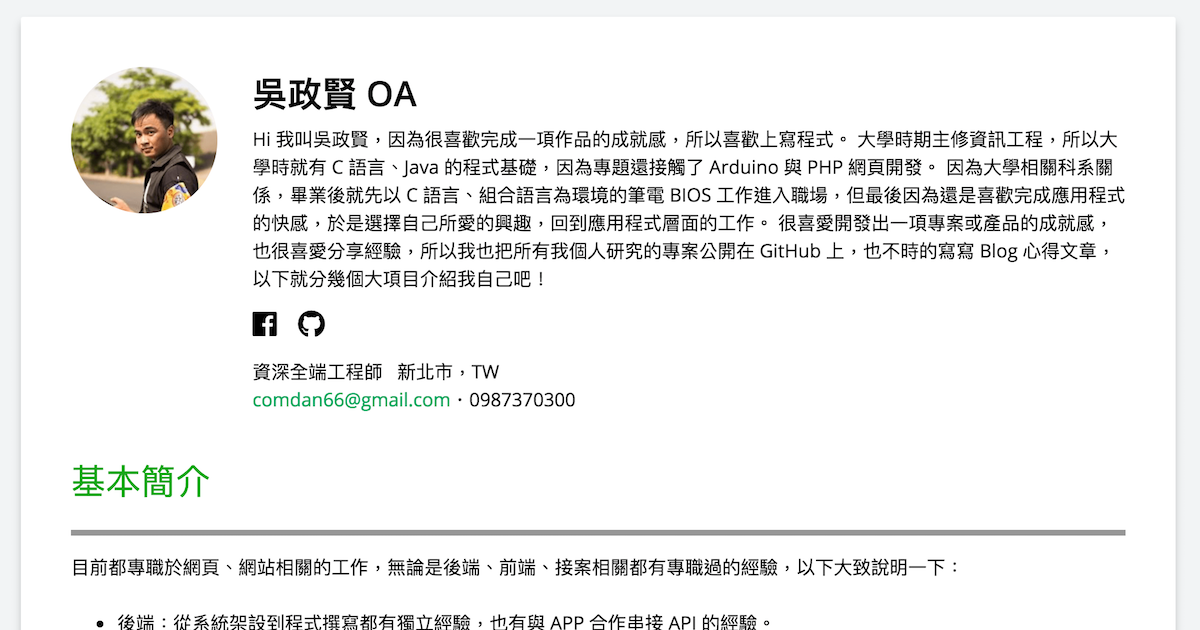 吳政賢 OA
Hi 我叫吳政賢，因為很喜歡完成一項作品的成就感，所以喜歡上寫程式。 大學時期主修資訊工程，所以大
學時就有 C 語言、Java 的程式基礎，因為專題還接觸了 Arduino 與 PHP 網頁開發。 因為大學相關科系關
係，畢業後就先以 C 語言、組合語言為環境的筆電 BIOS 工作進入職場，但最後因為還是喜歡完成應用程式
的快感，於是選擇自己所愛的興趣，回到應用程式層面的工作。 很喜愛開發出一項專案或產品的成就感，
也很喜愛分享經驗，所以我也把所有我個人研究的專案公開在 GitHub 上，也不時的寫寫 Blog 心得文章，
以下就分幾個大項目介紹我自己吧！
資深全端工程師 新北市，TW
comdan66@gmail.com・0987370300
基本簡介
目前都專職於網頁、網站相關的工作，無論是後端、前端、接案相關都有專職過的經驗，以下大致說明一下：
• 後端：從系統架設到程式撰寫都有獨立經驗，也有與 APP 合作串接 API 的經驗。